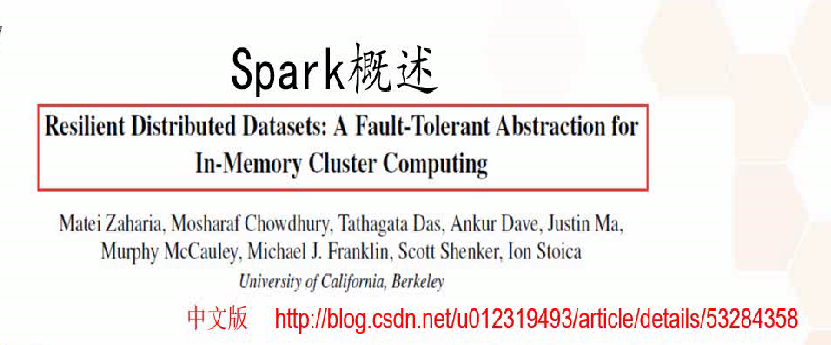 Spark概述
Resilient Distributed Datasets: A Fault-Tolerant Abstraction for
In-Memory Cluster Computing
Matei Zaharia, Mosharaf Chowdhury, Tathagata Das, Ankur Dave, Justin Ma,
Murphy McCauley, Michael J. Franklin, Scott Shenker, Ion Stoica
University of California, Berkeley
中文版 http://blog.csdn.net/u012319493/article/details/53284358